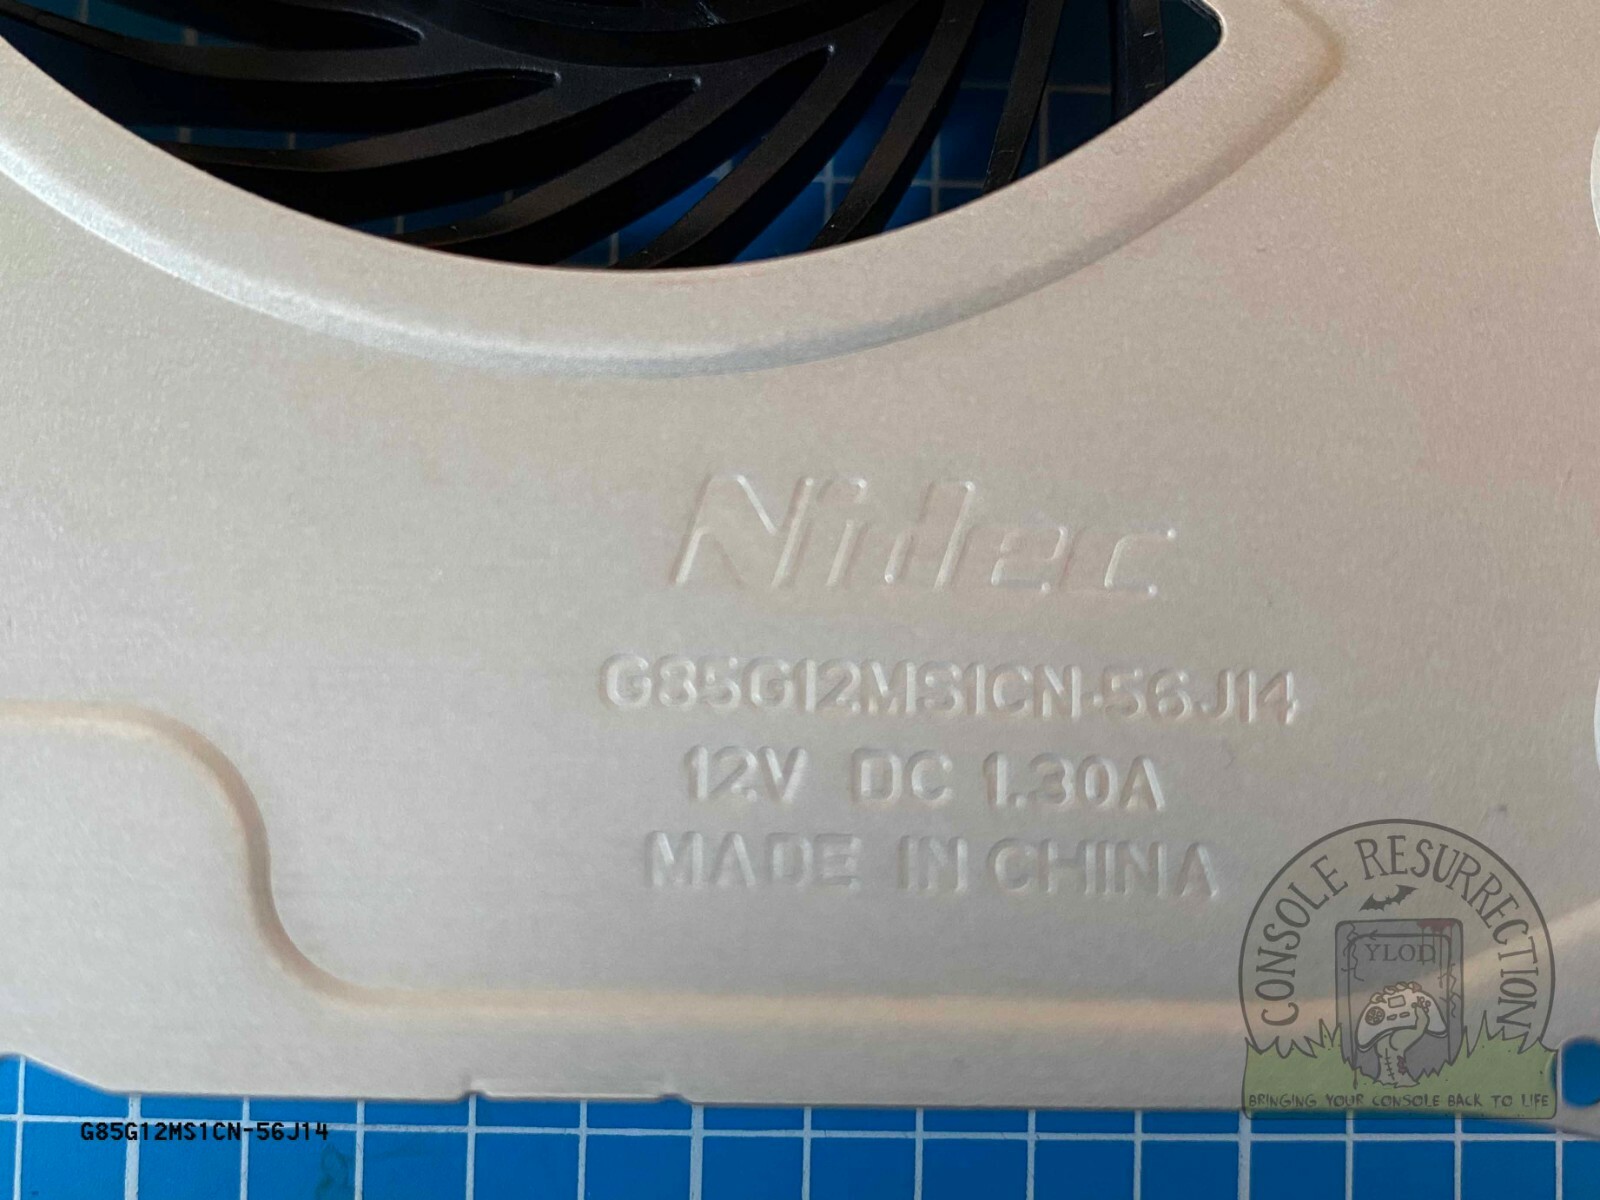 Nidec
G85G12MS1CN-56J14
12V DC 1.30A
MADE IN CHINA
CONSOLE RESURRECTION
YLOD
BRINGING YOUR CONSOLE BACK TO LIFE
G85G12MS1CN-56J14